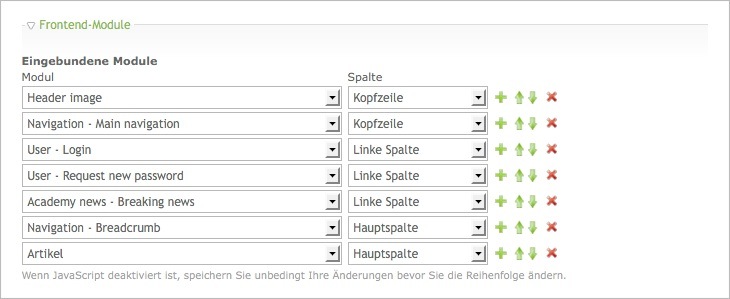 Frontend-Module
Eingebundene Module
Modul Spalte
Header image Kopfzeile
Navigation - Main navigation Kopfzeile
User - Login Linke Spalte
User - Request new password Linke Spalte
Academy news - Breaking news Linke Spalte
Navigation - Breadcrumb Hauptspalte
Artikel Hauptspalte
Wenn JavaScript deaktiviert ist, speichern Sie unbedingt Ihre Änderungen bevor Sie die Reihenfolge ändern.